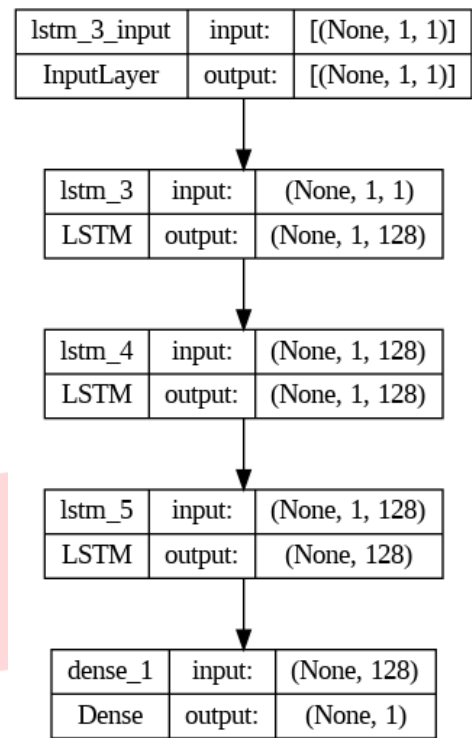 lstm_3_input input: [(None, 1, 1)]
InputLayer output: [(None, 1, 1)]
lstm_3 input: (None, 1, 1)
LSTM output: (None, 1, 128)
lstm_4 input: (None, 1, 128)
LSTM output: (None, 1, 128)
lstm_5 input: (None, 1, 128)
LSTM output: (None, 128)
dense_1 input: (None, 128)
Dense output: (None, 1)